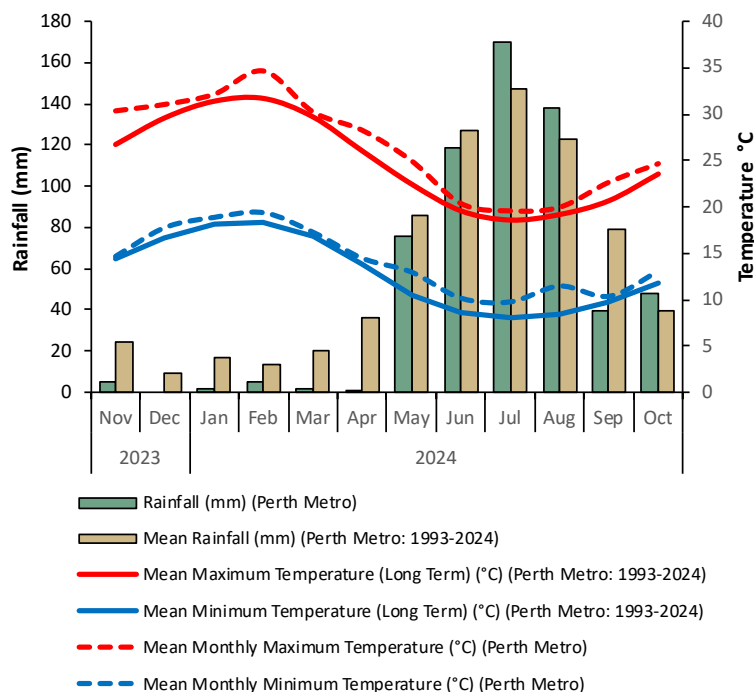 180
160
140
120
100
80
60
40
20
0
Rainfall (mm)
40
35
30
25
20
15
10
5
0
Temperature °C
Nov Dec Jan Feb Mar Apr May Jun Jul Aug Sep Oct
2023 2024
Rainfall (mm) (Perth Metro)
Mean Rainfall (mm) (Perth Metro: 1993-2024)
Mean Maximum Temperature (Long Term) (°C) (Perth Metro: 1993-2024)
Mean Minimum Temperature (Long Term) (°C) (Perth Metro: 1993-2024)
Mean Monthly Maximum Temperature (°C) (Perth Metro)
Mean Monthly Minimum Temperature (°C) (Perth Metro)